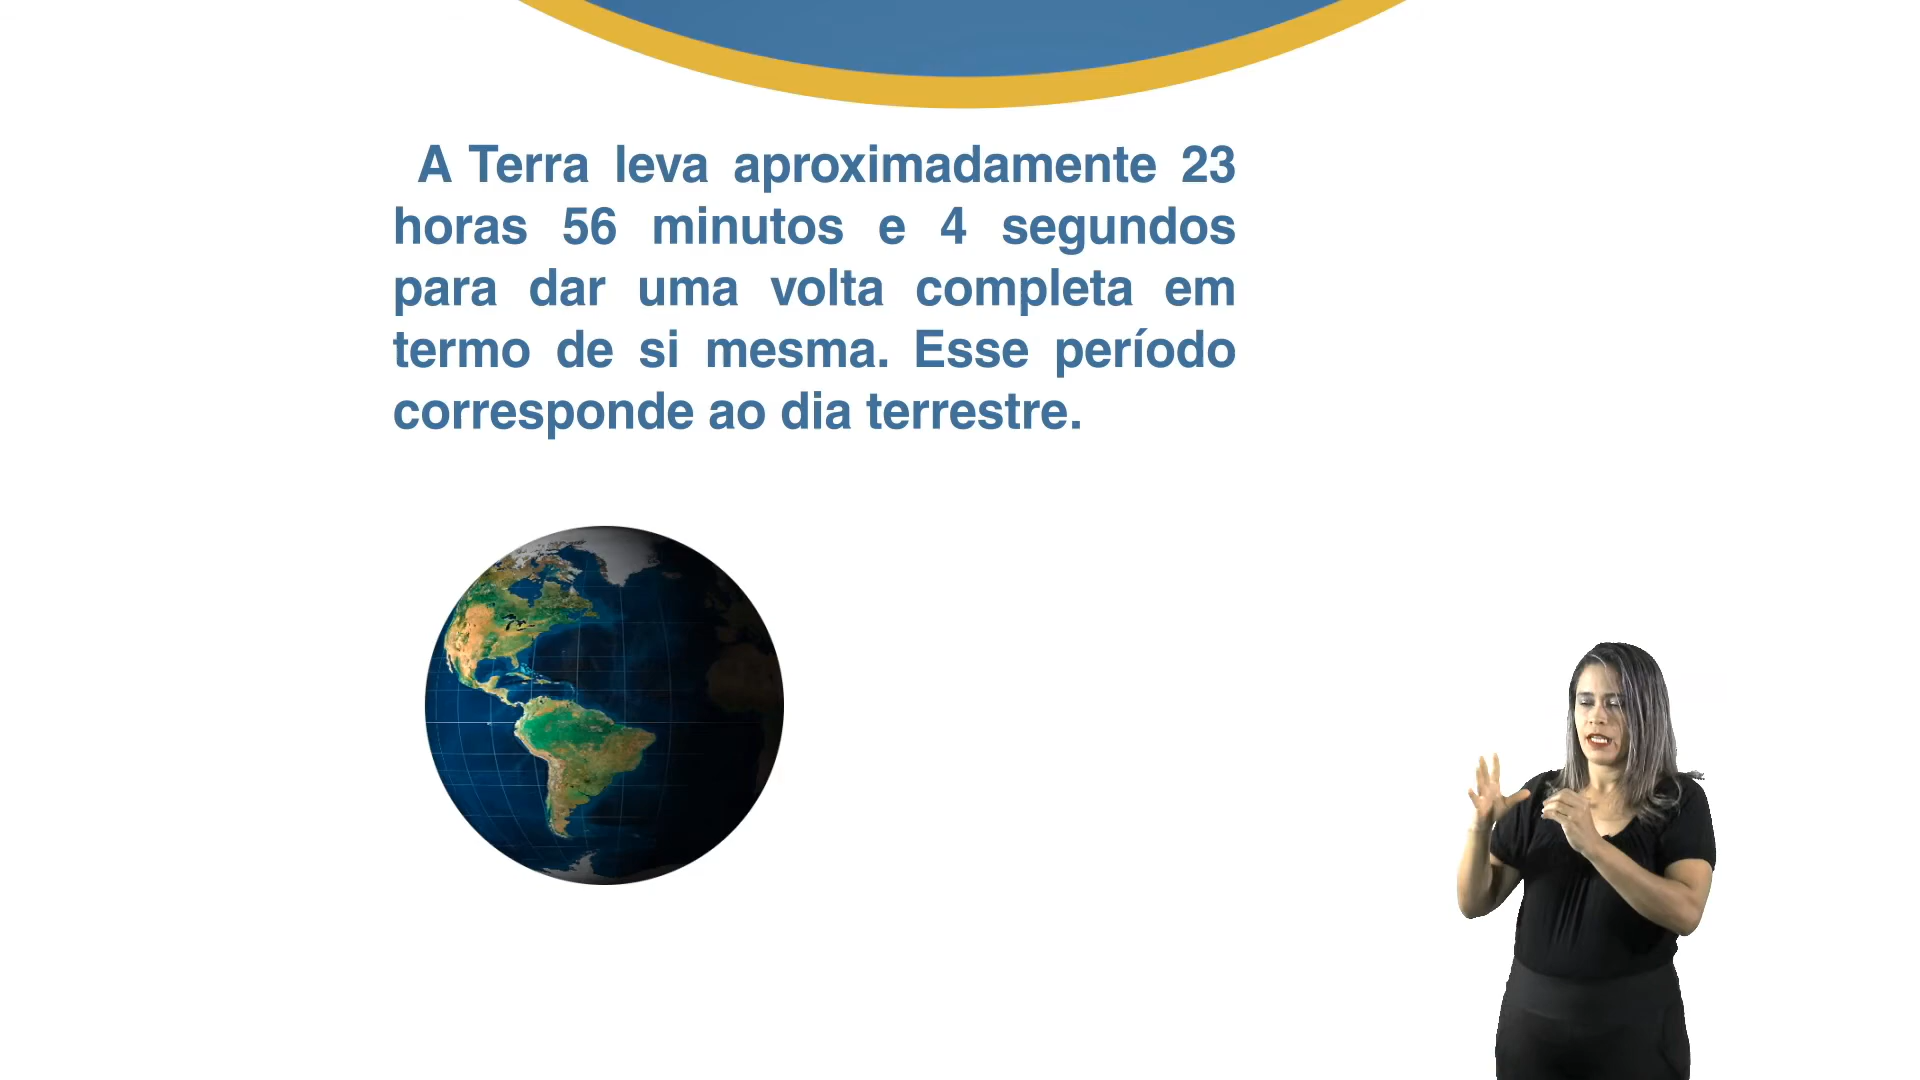 A Terra leva aproximadamente 23
horas 56 minutos e 4 segundos
para dar uma volta completa em
termo de si mesma. Esse período
corresponde ao dia terrestre.